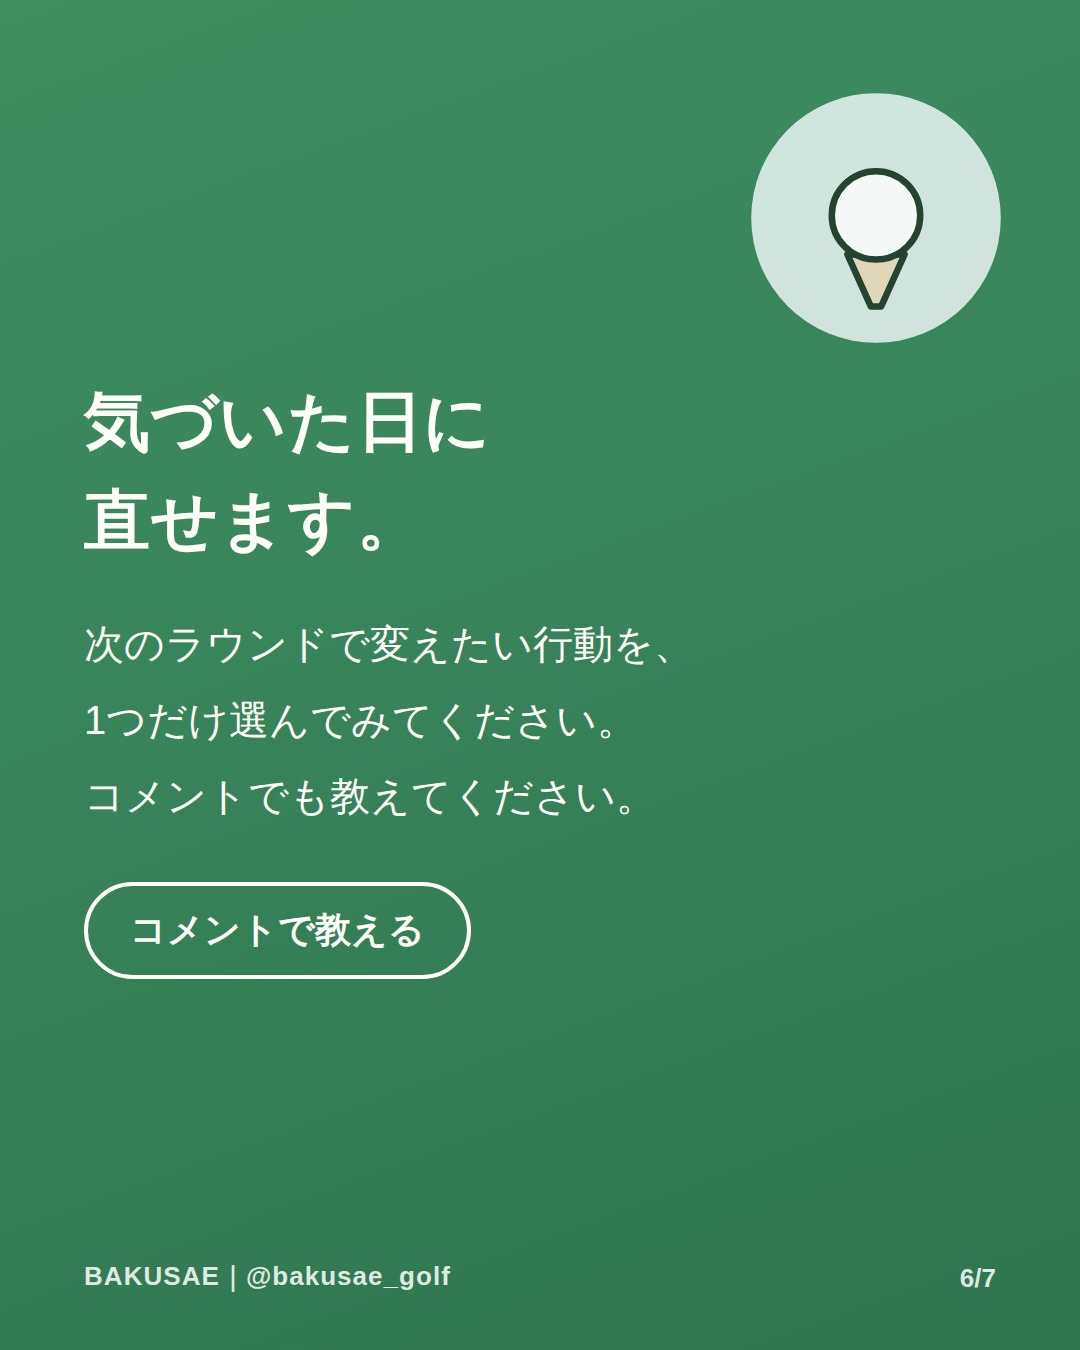 気づいた日に
直せます。
次のラウンドで変えたい行動を、
1つだけ選んでみてください。
コメントでも教えてください。
コメントで教える
BAKUSAE | @bakusae_golf
6/7